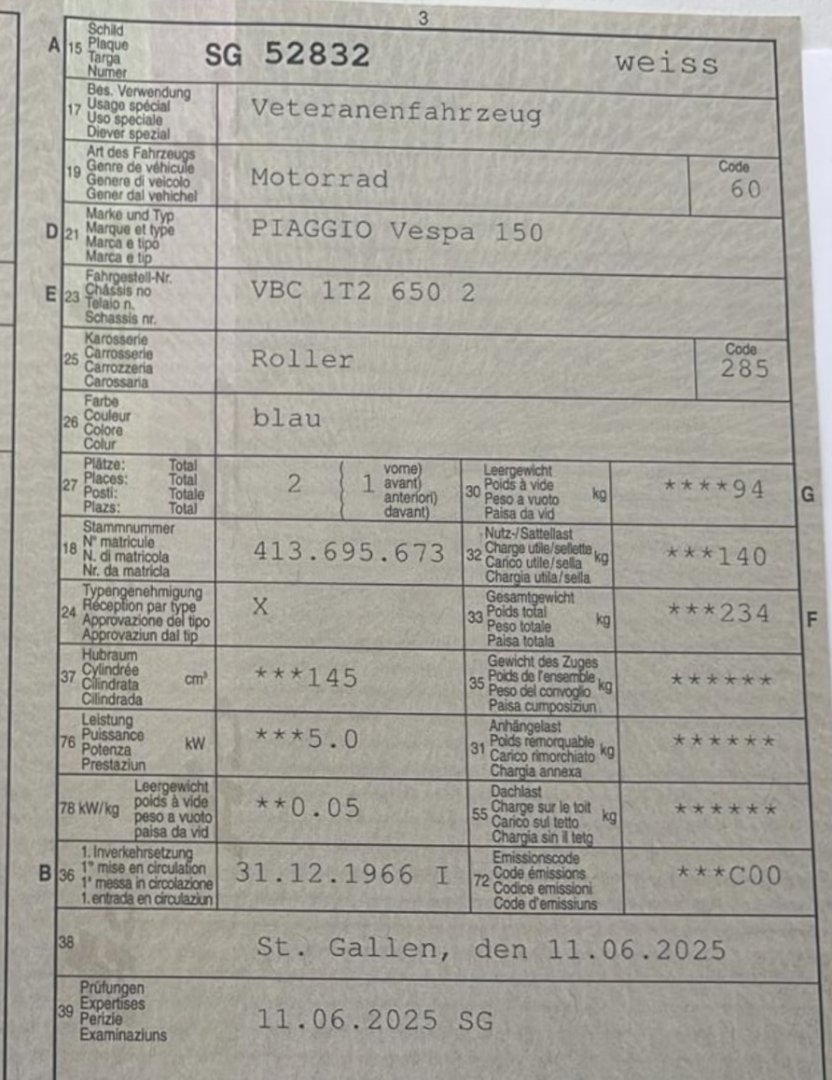 3
A 15 Schild
Plaque
Targa
Numer
SG 52832 weiss
17 Bes. Verwendung
Usage spécial
Uso speciale
Diever spezial
Veteranenfahrzeug
19 Art des Fahrzeugs
Genre de véhicule
Genere di veicolo
Gener dal vehichel
Motorrad
Code
60
D 21 Marke und Typ
Marque et type
Marca e tipo
Marca e tip
PIAGGIO Vespa 150
E 23 Fahrgestell-Nr.
Châssis no
Telaio n.
Schassis nr.
VBC 1T2 650 2
25 Karosserie
Carrosserie
Carrozzeria
Carossaria
Roller
Code
285
26 Farbe
Couleur
Colore
Colur
blau
27 Plätze: Total
Places: Total
Posti: Totale
Plazs: Total
2 ( 1 vorne)
avant)
anteriori)
davant)
30 Leergewicht
Poids à vide
Peso a vuoto kg
Paisa da vid
****94 G
18 Stammnummer
N° matricule
N. di matricola
Nr. da matricla
413.695.673
32 Nutz-/Sattellast
Charge utile/sellette kg
Carico utile/sella
Chargia utila/sella
***140
24 Typengenehmigung
Réception par type
Approvazione del tipo
Approvaziun dal tip
X
33 Gesamtgewicht
Poids total kg
Peso totale
Paisa totala
***234 F
37 Hubraum
Cylindrée cm³
Cilindrata
Cilindrada
***145
35 Gewicht des Zuges
Poids de l'ensemble kg
Peso del convoglio
Paisa cumposiziun
******
76 Leistung
Puissance kW
Potenza
Prestaziun
***5.0
31 Anhängelast
Poids remorquable kg
Carico rimorchiato
Chargia annexa
******
78 kW/kg Leergewicht
poids à vide
peso a vuoto
paisa da vid
**0.05
55 Dachlast
Charge sur le toit kg
Carico sul tetto
Chargia sin il tetg
******
B 36 1. Inverkehrsetzung
1re mise en circulation
1a messa in circolazione
1. entrada en circulaziun
31.12.1966 I
72 Emissionscode
Code émissions
Codice emissioni
Code d'emissiuns
***C00
38 St. Gallen, den 11.06.2025
39 Prüfungen
Expertises
Perizie
Examinaziuns
11.06.2025 SG